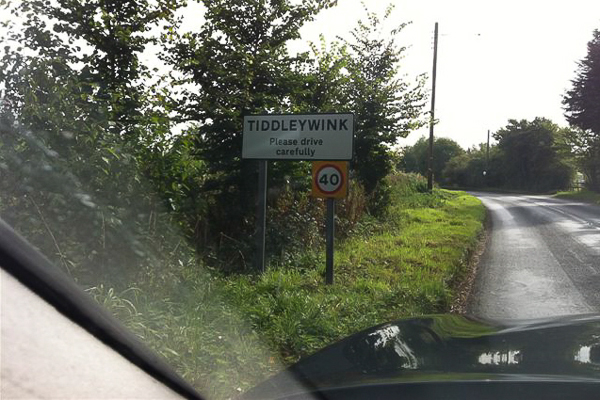 TIDDLEYWINK
Please drive
carefully
40